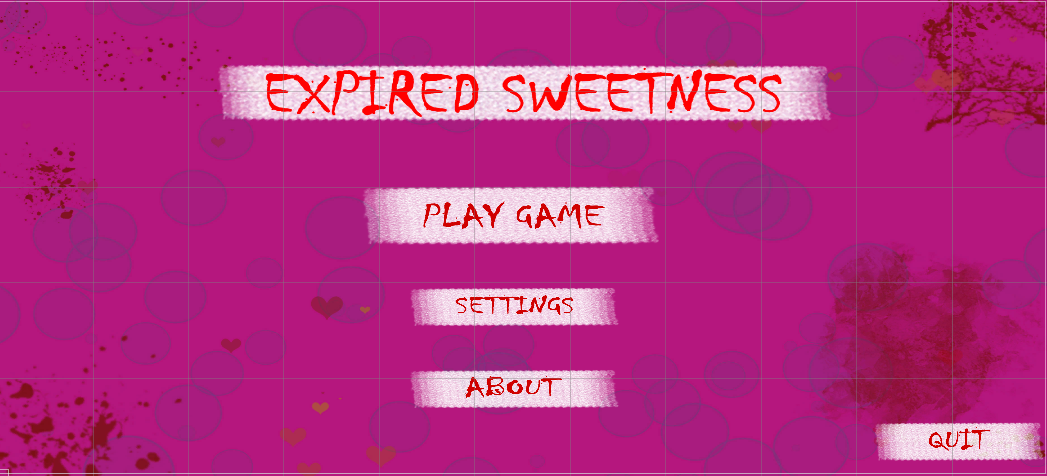 EXPIRED SWEETNESS
PLAY GAME
SETTINGS
ABOUT
QUIT